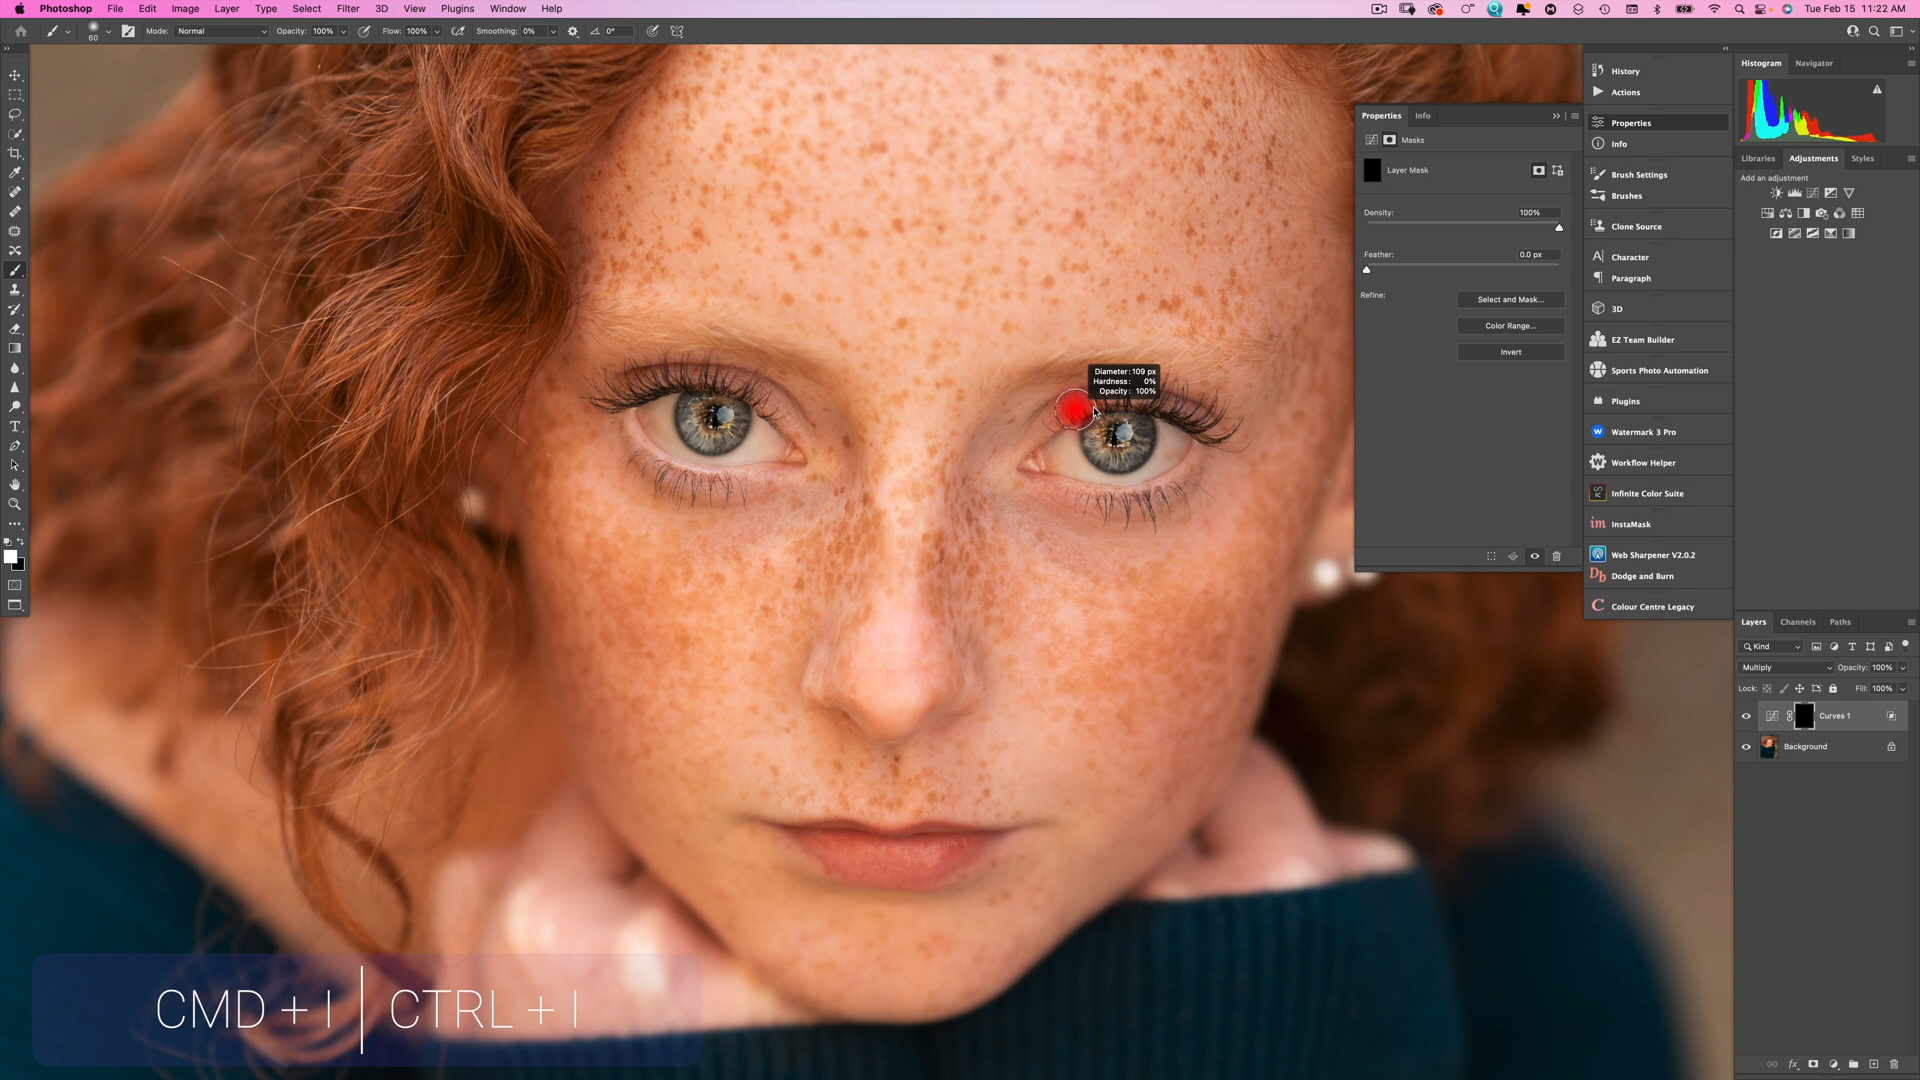 Photoshop File Edit Image Layer Type Select Filter 3D View Plugins Window Help Tue Feb 15 11:22 AM
60 Mode: Normal Opacity: 100% Flow: 100% Smoothing: 0% 0°
History
Actions
Properties
Info
Brush Settings
Brushes
Clone Source
Character
Paragraph
3D
EZ Team Builder
Sports Photo Automation
Plugins
Watermark 3 Pro
Workflow Helper
Infinite Color Suite
InstaMask
Web Sharpener V2.0.2
Dodge and Burn
Colour Centre Legacy
Properties Info
Masks
Layer Mask
Density: 100%
Feather: 0.0 px
Refine:
Select and Mask...
Color Range...
Invert
Diameter: 109 px
Hardness: 0%
Opacity: 100%
Histogram Navigator
Libraries Adjustments Styles
Add an adjustment
Layers Channels Paths
Kind
Multiply Opacity: 100%
Lock: Fill: 100%
Curves 1
Background
CMD + I | CTRL + I